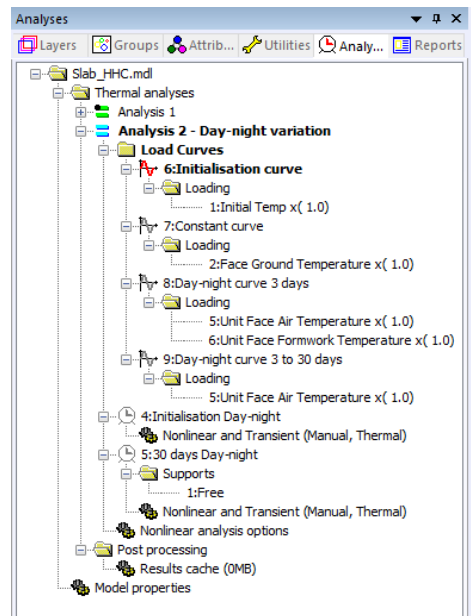 Analyses
Layers Groups Attrib... Utilities Analy... Reports
Slab_HHC.mdl
Thermal analyses
Analysis 1
Analysis 2 - Day-night variation
Load Curves
6:Initialisation curve
Loading
1:Initial Temp x( 1.0)
7:Constant curve
Loading
2:Face Ground Temperature x( 1.0)
8:Day-night curve 3 days
Loading
5:Unit Face Air Temperature x( 1.0)
6:Unit Face Formwork Temperature x( 1.0)
9:Day-night curve 3 to 30 days
Loading
5:Unit Face Air Temperature x( 1.0)
4:Initialisation Day-night
Nonlinear and Transient (Manual, Thermal)
5:30 days Day-night
Supports
1:Free
Nonlinear and Transient (Manual, Thermal)
Nonlinear analysis options
Post processing
Results cache (0MB)
Model properties